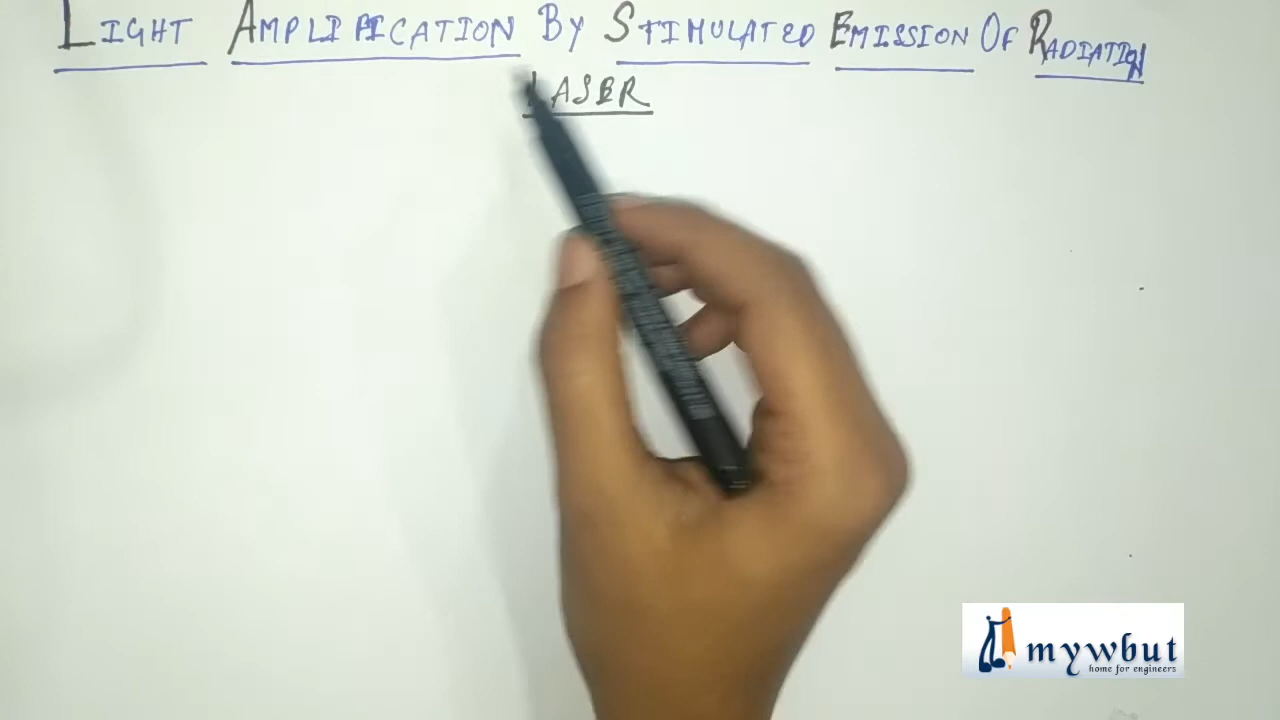 LIGHT AMPLIFICATION BY STIMULATED EMISSION OF RADIATION
LASER
mywbut
home for engineers